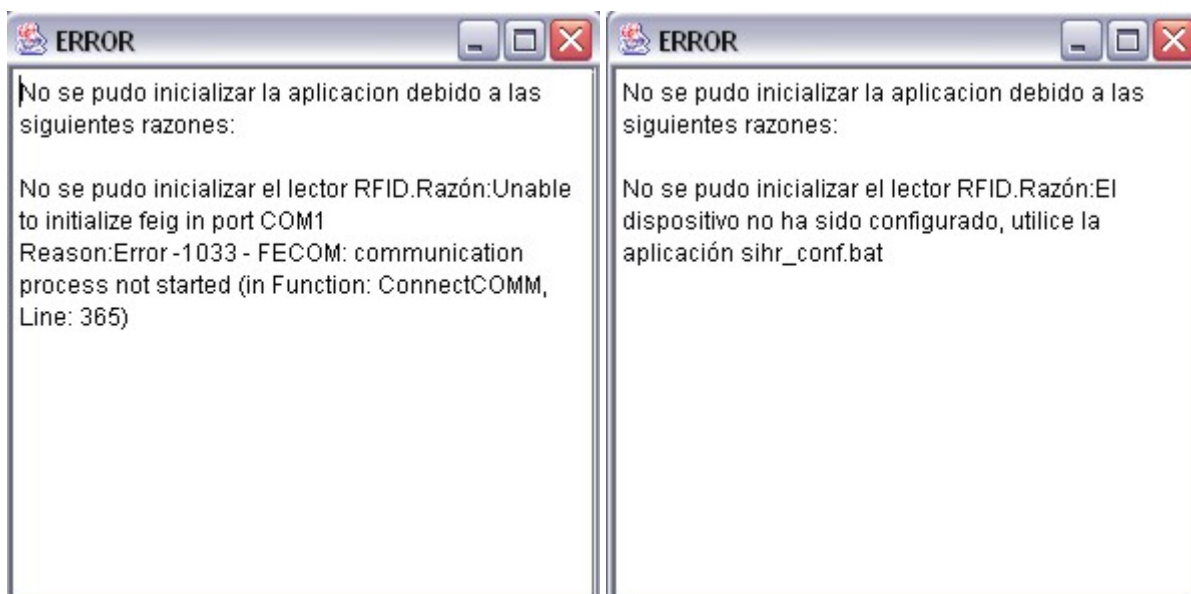 ERROR
No se pudo inicializar la aplicacion debido a las
siguientes razones:
No se pudo inicializar el lector RFID.Razón:Unable
to initialize feig in port COM1
Reason:Error -1033 - FECOM: communication
process not started (in Function: ConnectCOMM,
Line: 365)
ERROR
No se pudo inicializar la aplicacion debido a las
siguientes razones:
No se pudo inicializar el lector RFID.Razón:El
dispositivo no ha sido configurado, utilice la
aplicación sihr_conf.bat